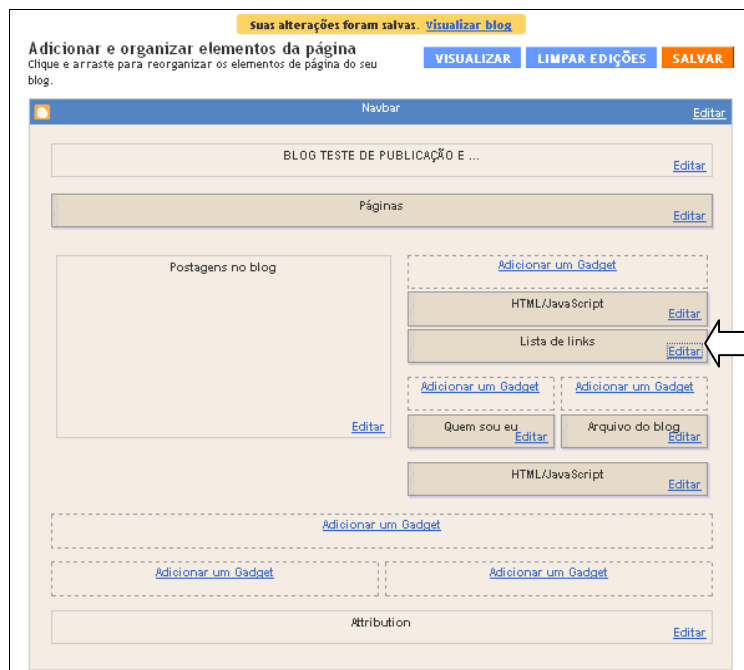 Suas alterações foram salvas. Visualizar blog
Adicionar e organizar elementos da página
Clique e arraste para reorganizar os elementos de página do seu
blog.
VISUALIZAR LIMPAR EDIÇÕES SALVAR
Navbar
Editar
BLOG TESTE DE PUBLICAÇÃO E ...
Editar
Páginas
Editar
Postagens no blog
Editar
Adicionar um Gadget
HTML/JavaScript
Editar
Lista de links
Editar
Adicionar um Gadget Adicionar um Gadget
Quem sou eu
Editar
Arquivo do blog
Editar
HTML/JavaScript
Editar
Adicionar um Gadget
Adicionar um Gadget Adicionar um Gadget
Attribution
Editar